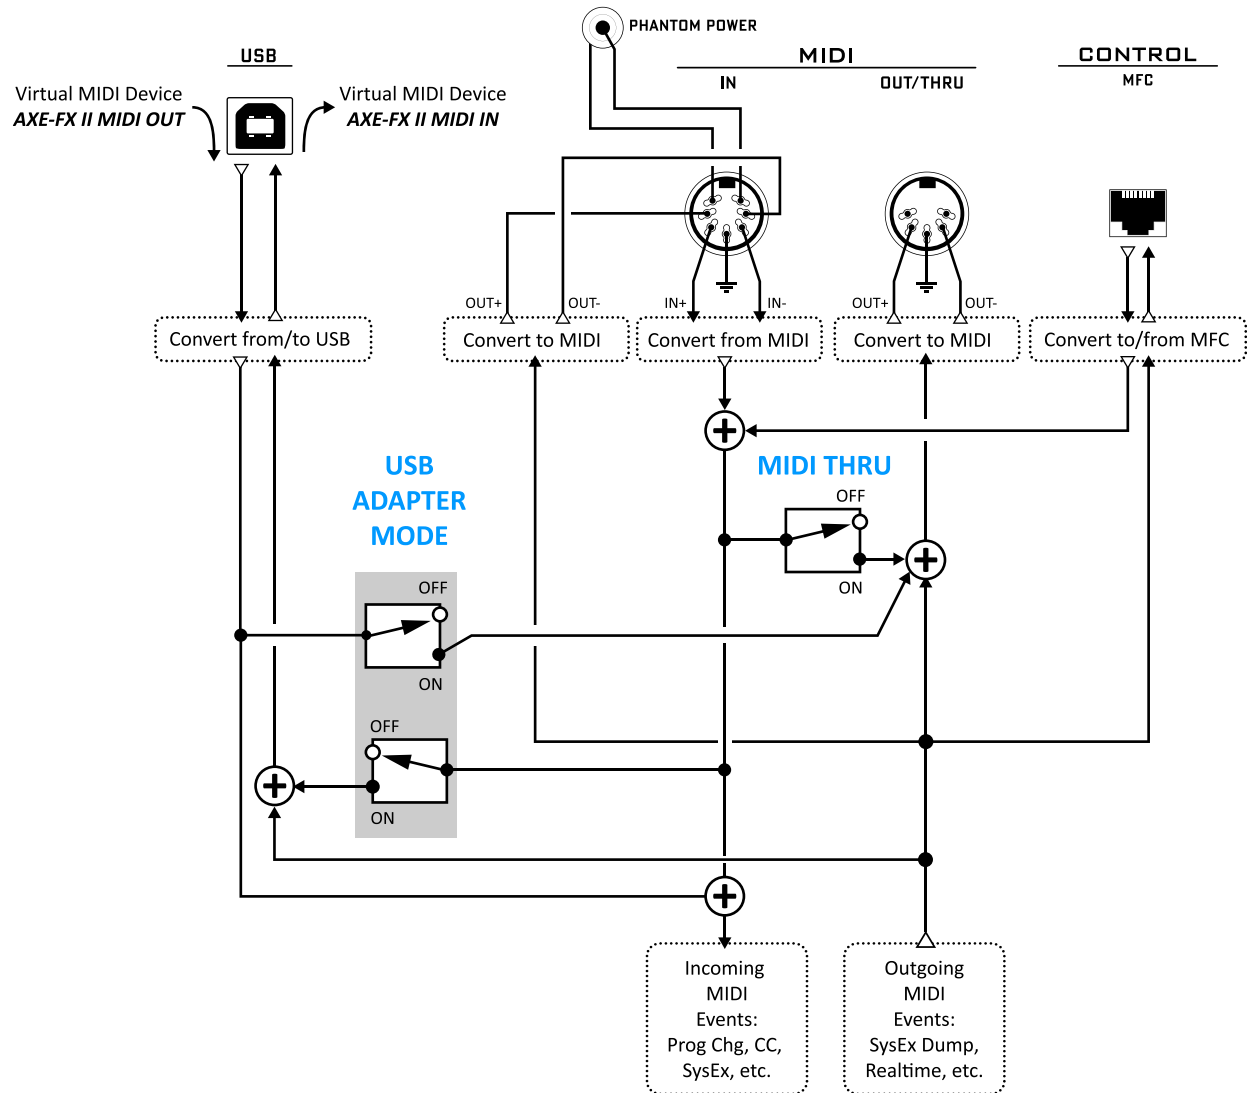 PHANTOM POWER
USB
MIDI
CONTROL
IN
OUT/THRU
MFC
Virtual MIDI Device
AXE-FX II MIDI OUT
Virtual MIDI Device
AXE-FX II MIDI IN
OUT+
OUT-
IN+
IN-
OUT+
OUT-
Convert from/to USB
Convert to MIDI
Convert from MIDI
Convert to MIDI
Convert to/from MFC
USB
ADAPTER
MODE
MIDI THRU
OFF
ON
OFF
ON
OFF
ON
Incoming
MIDI
Events:
Prog Chg, CC,
SysEx, etc.
Outgoing
MIDI
Events:
SysEx Dump,
Realtime, etc.